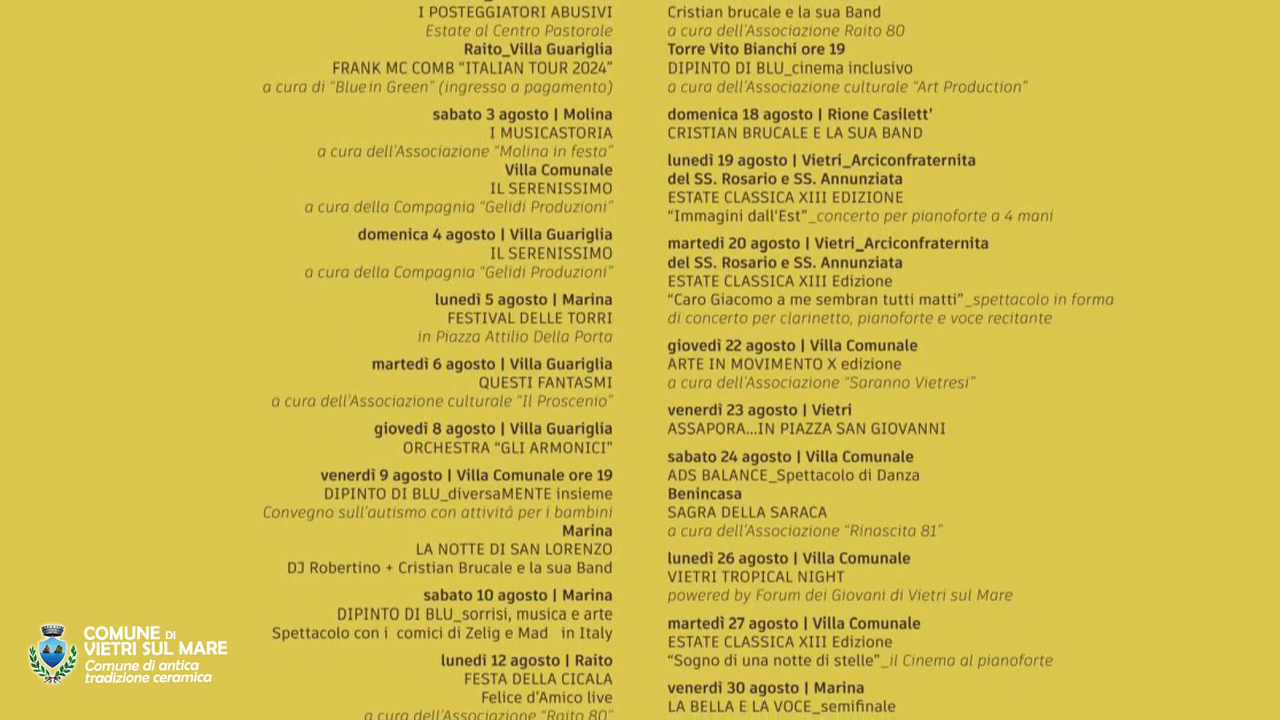 I POSTEGGIATORI ABUSIVI
Estate al Centro Pastorale
Raito_Villa Guariglia
FRANK MC COMB “ITALIAN TOUR 2024”
a cura di “Blue in Green” (ingresso a pagamento)
sabato 3 agosto | Molina
I MUSICASTORIA
a cura dell’Associazione “Molina in festa”
Villa Comunale
IL SERENISSIMO
a cura della Compagnia “Gelidi Produzioni”
domenica 4 agosto | Villa Guariglia
IL SERENISSIMO
a cura della Compagnia “Gelidi Produzioni”
lunedì 5 agosto | Marina
FESTIVAL DELLE TORRI
in Piazza Attilio Della Porta
martedì 6 agosto | Villa Guariglia
QUESTI FANTASMI
a cura dell’Associazione culturale “Il Proscenio”
giovedì 8 agosto | Villa Guariglia
ORCHESTRA “GLI ARMONICI”
venerdì 9 agosto | Villa Comunale ore 19
DIPINTO DI BLU_diversaMENTE insieme
Convegno sull’autismo con attività per i bambini
Marina
LA NOTTE DI SAN LORENZO
DJ Robertino + Cristian Brucale e la sua Band
sabato 10 agosto | Marina
DIPINTO DI BLU_sorrisi, musica e arte
Spettacolo con i comici di Zelig e Mad in Italy
lunedì 12 agosto | Raito
FESTA DELLA CICALA
Felice d’Amico live
a cura dell’Associazione “Raito 80”
Cristian brucale e la sua Band
a cura dell’Associazione Raito 80
Torre Vito Bianchi ore 19
DIPINTO DI BLU_cinema inclusivo
a cura dell’Associazione culturale “Art Production”
domenica 18 agosto | Rione Casilett’
CRISTIAN BRUCALE E LA SUA BAND
lunedì 19 agosto | Vietri_Arciconfraternita
del SS. Rosario e SS. Annunziata
ESTATE CLASSICA XIII EDIZIONE
“Immagini dall’Est”_concerto per pianoforte a 4 mani
martedì 20 agosto | Vietri_Arciconfraternita
del SS. Rosario e SS. Annunziata
ESTATE CLASSICA XIII Edizione
“Caro Giacomo a me sembran tutti matti”_spettacolo in forma
di concerto per clarinetto, pianoforte e voce recitante
giovedì 22 agosto | Villa Comunale
ARTE IN MOVIMENTO X edizione
a cura dell’Associazione “Saranno Vietresi”
venerdì 23 agosto | Vietri
ASSAPORA...IN PIAZZA SAN GIOVANNI
sabato 24 agosto | Villa Comunale
ADS BALANCE_Spettacolo di Danza
Benincasa
SAGRA DELLA SARACA
a cura dell’Associazione “Rinascita 81”
lunedì 26 agosto | Villa Comunale
VIETRI TROPICAL NIGHT
powered by Forum dei Giovani di Vietri sul Mare
martedì 27 agosto | Villa Comunale
ESTATE CLASSICA XIII Edizione
“Sogno di una notte di stelle”_il Cinema al pianoforte
venerdì 30 agosto | Marina
LA BELLA E LA VOCE_semifinale
COMUNE DI
VIETRI SUL MARE
Comune di antica
tradizione ceramica